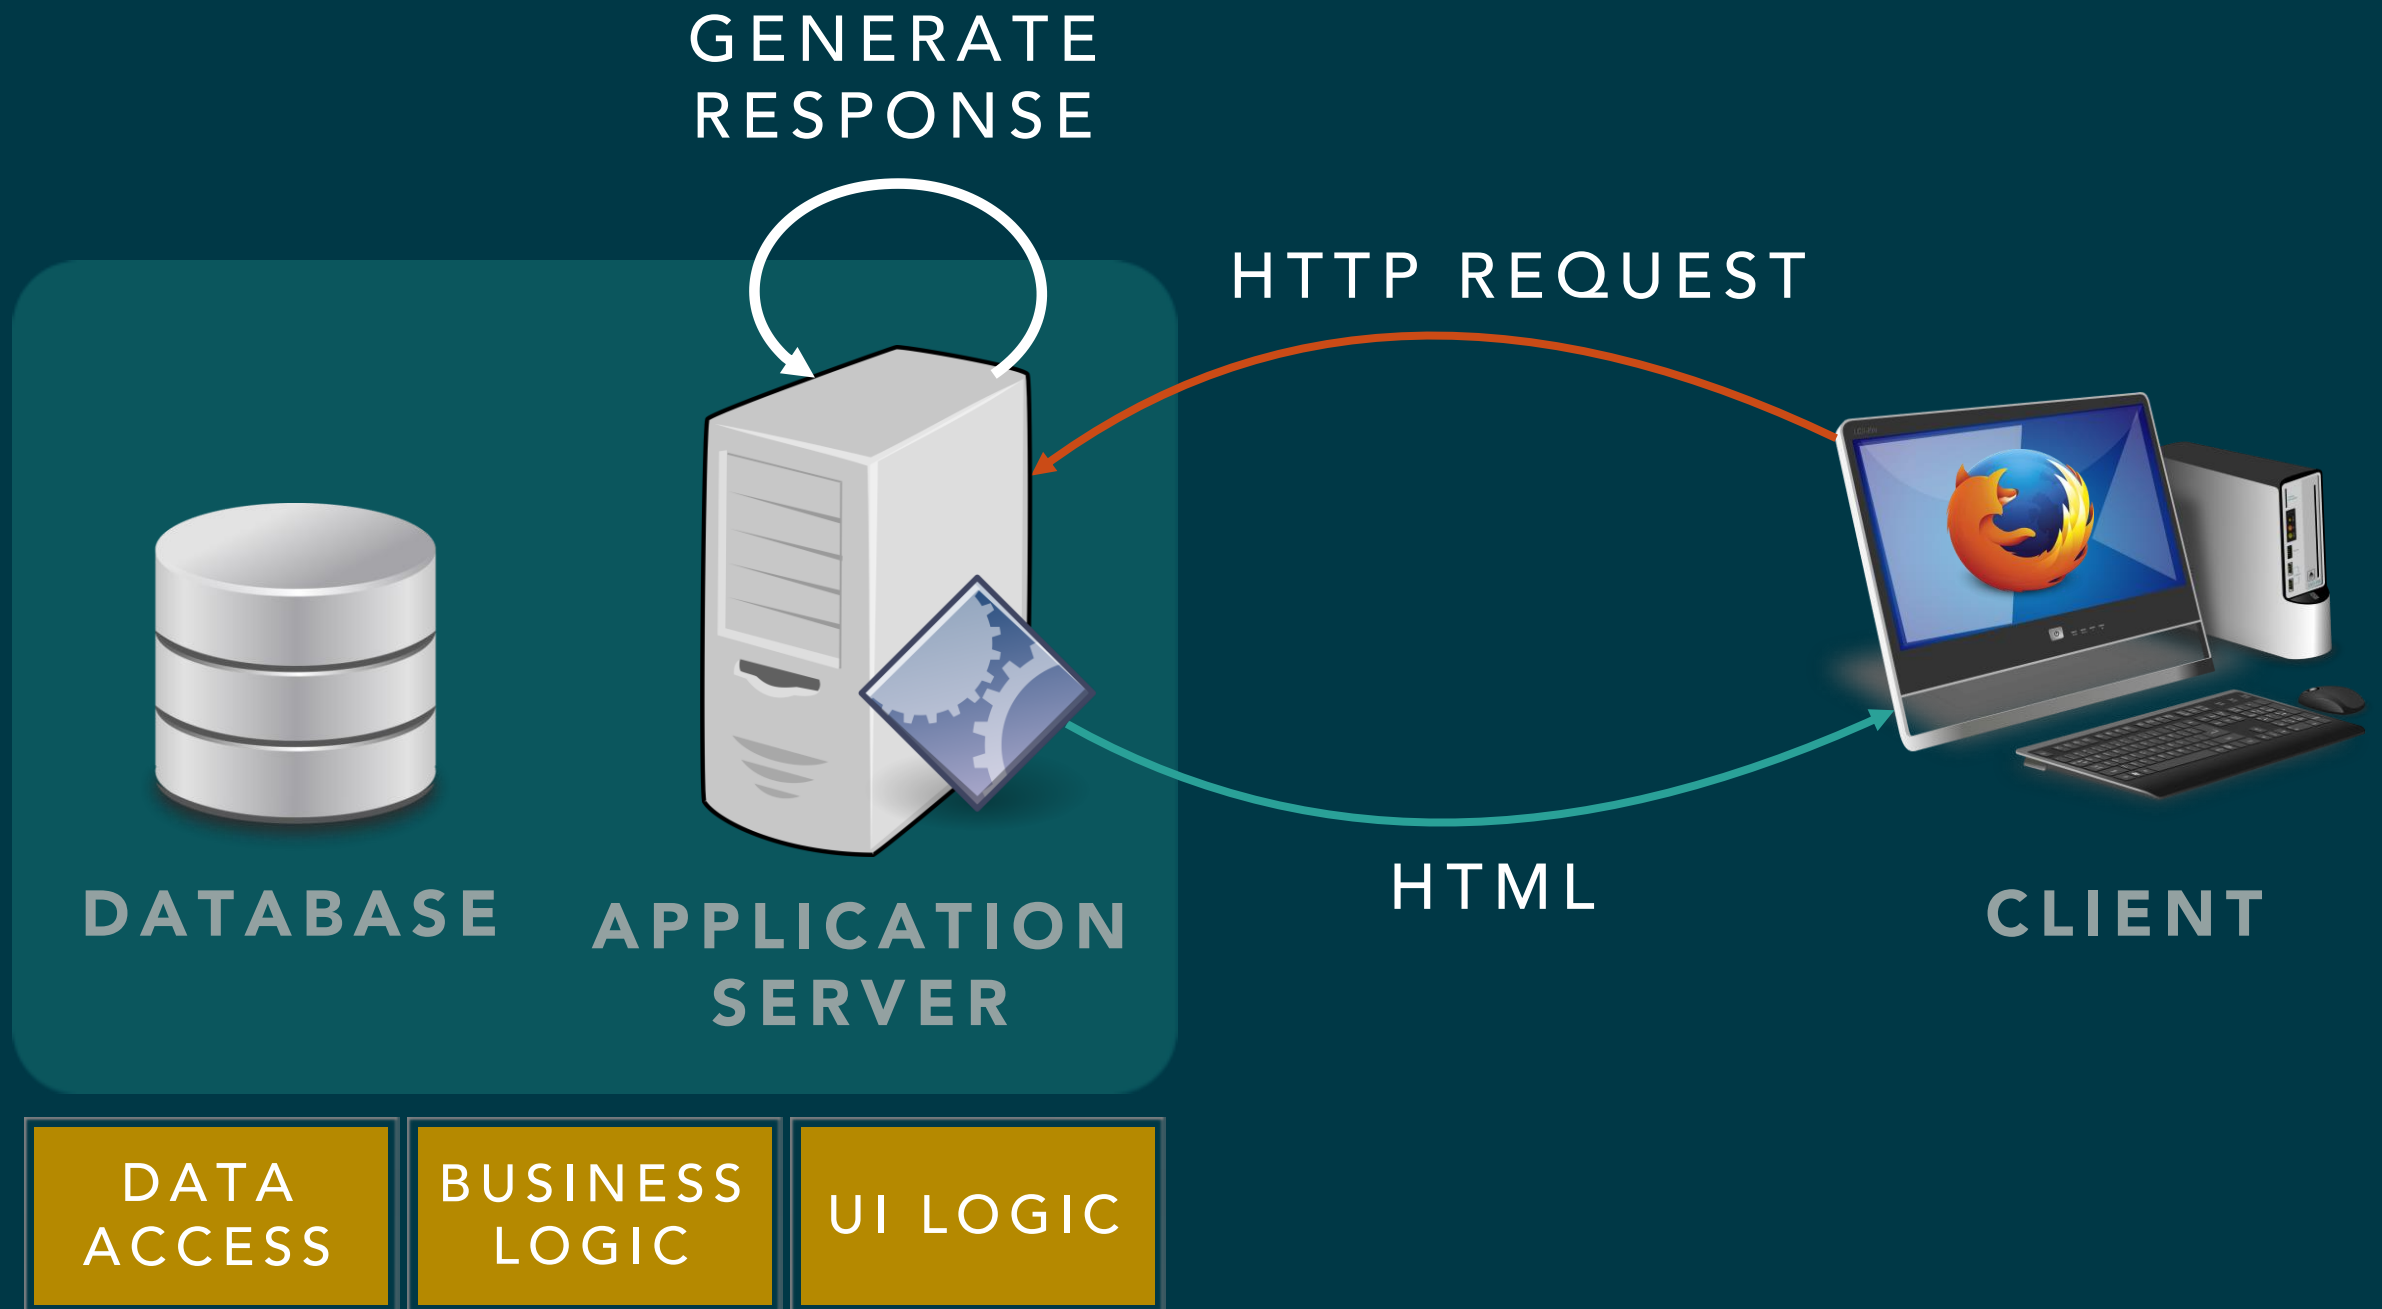 GENERATE
RESPONSE
HTTP REQUEST
DATABASE
APPLICATION
SERVER
HTML
CLIENT
DATA
ACCESS
BUSINESS
LOGIC
UI LOGIC